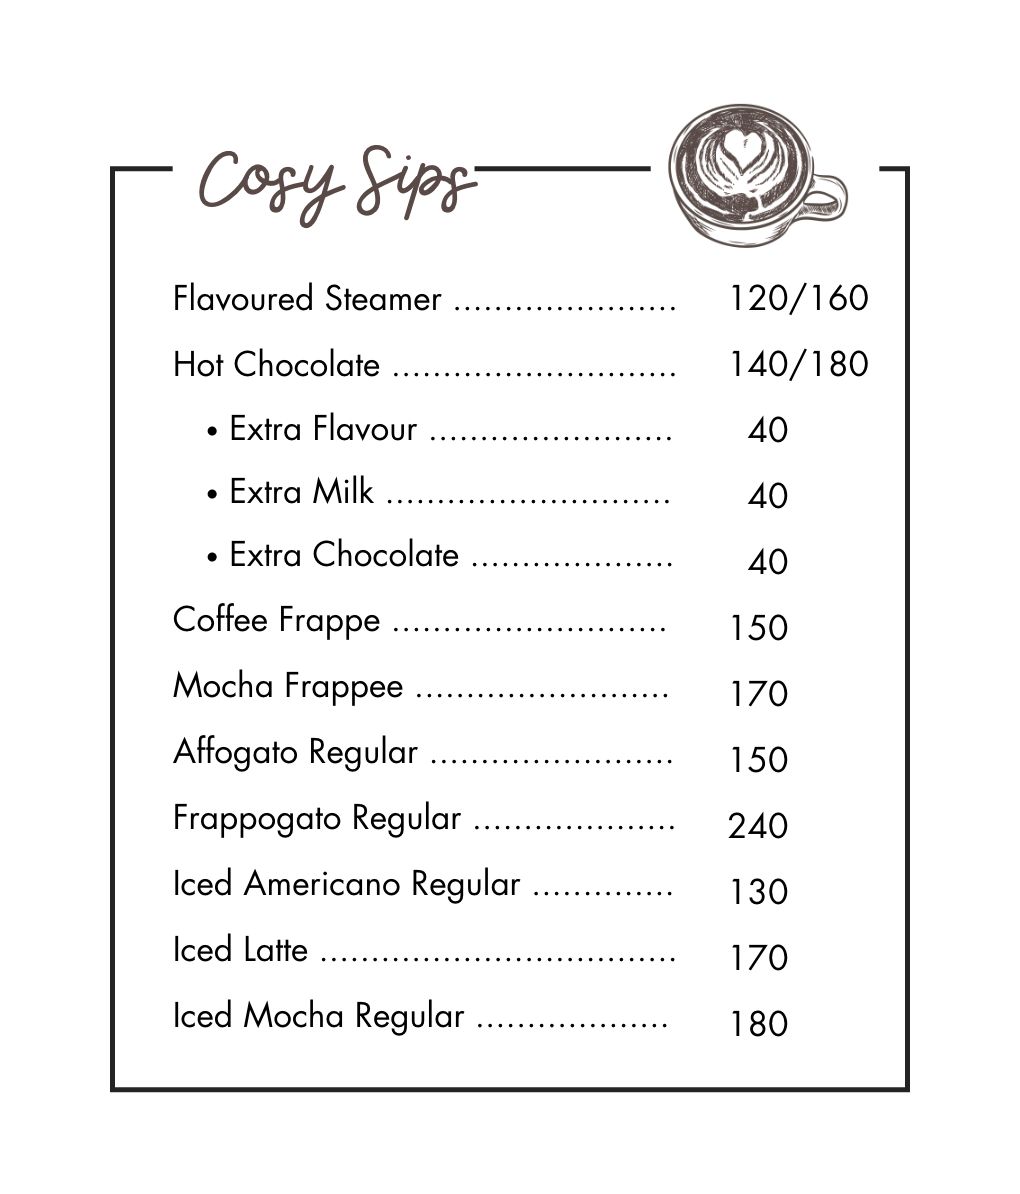 Cosy Sips
Flavoured Steamer ...................... 120/160
Hot Chocolate ............................ 140/180
• Extra Flavour ........................ 40
• Extra Milk ............................ 40
• Extra Chocolate .................... 40
Coffee Frappe ........................... 150
Mocha Frappee ......................... 170
Affogato Regular ........................ 150
Frappogato Regular .................... 240
Iced Americano Regular .............. 130
Iced Latte ................................... 170
Iced Mocha Regular ................... 180